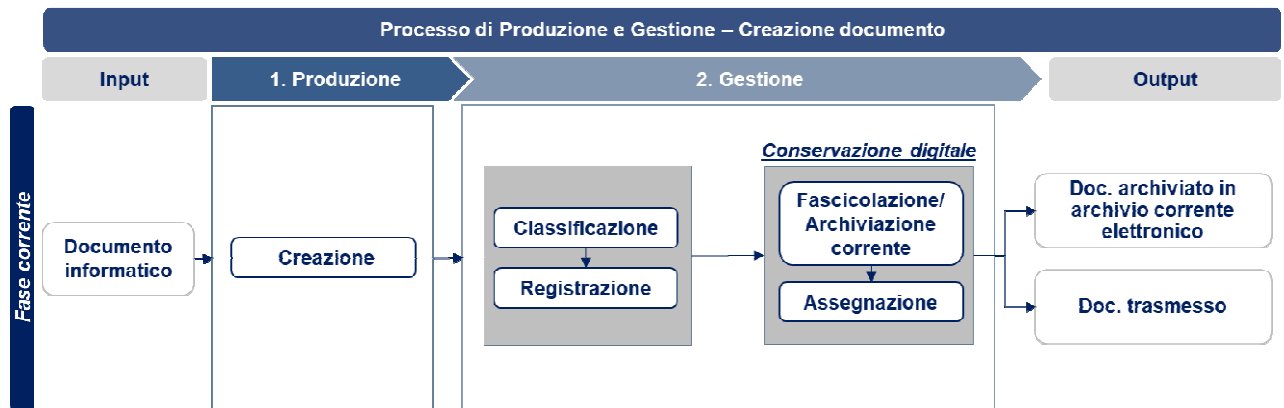 Processo di Produzione e Gestione – Creazione documento
Input
1. Produzione
2. Gestione
Output
Fase corrente
Documento
informatico
Creazione
Classificazione
Registrazione
Conservazione digitale
Fascicolazione/
Archiviazione
corrente
Assegnazione
Doc. archiviato in
archivio corrente
elettronico
Doc. trasmesso